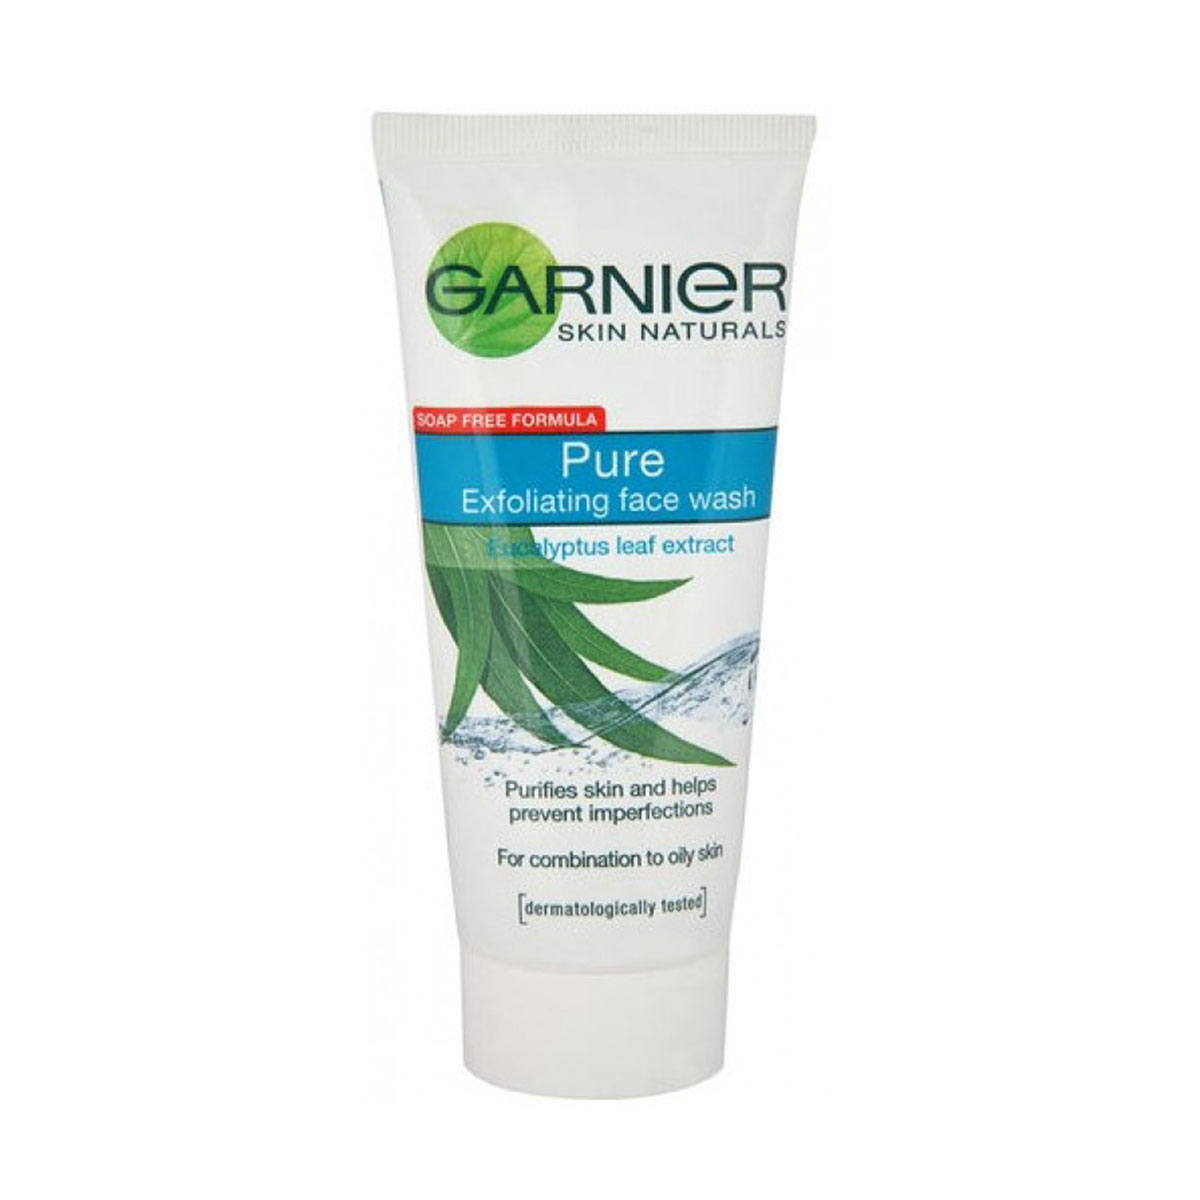 GARNIER
SKIN NATURALS
SOAP FREE FORMULA
Pure
Exfoliating face wash
Eucalyptus leaf extract
Purifies skin and helps
prevent imperfections
For combination to oily skin
[dermatologically tested]